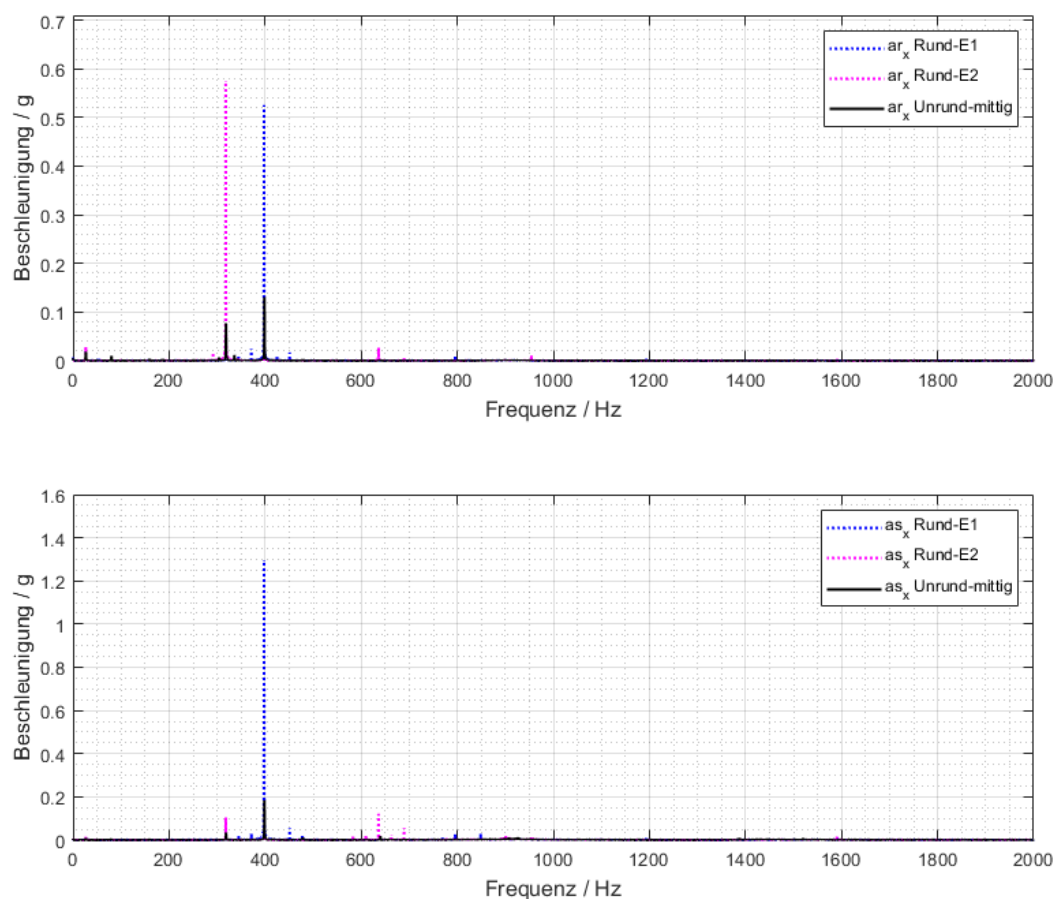 0.7
0.6
0.5
0.4
0.3
0.2
0.1
0
Beschleunigung / g
ar_x Rund-E1
ar_x Rund-E2
ar_x Unrund-mittig
0 200 400 600 800 1000 1200 1400 1600 1800 2000
Frequenz / Hz
1.6
1.4
1.2
1
0.8
0.6
0.4
0.2
0
Beschleunigung / g
as_x Rund-E1
as_x Rund-E2
as_x Unrund-mittig
0 200 400 600 800 1000 1200 1400 1600 1800 2000
Frequenz / Hz